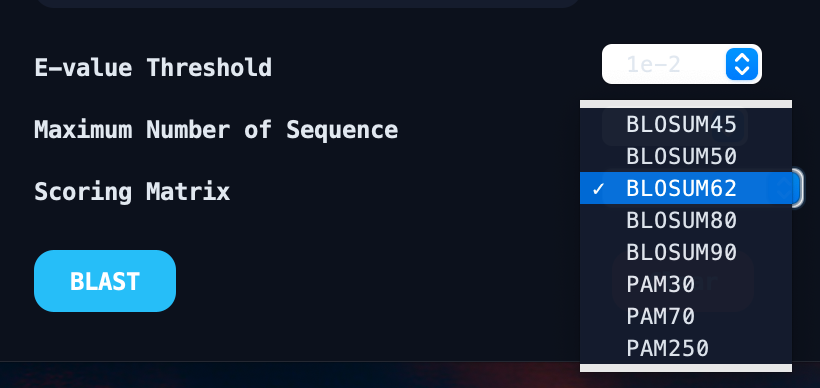 E-value Threshold
1e-2
Maximum Number of Sequence
Scoring Matrix
BLOSUM45
BLOSUM50
✓ BLOSUM62
BLOSUM80
BLOSUM90
PAM30
PAM70
PAM250
BLAST